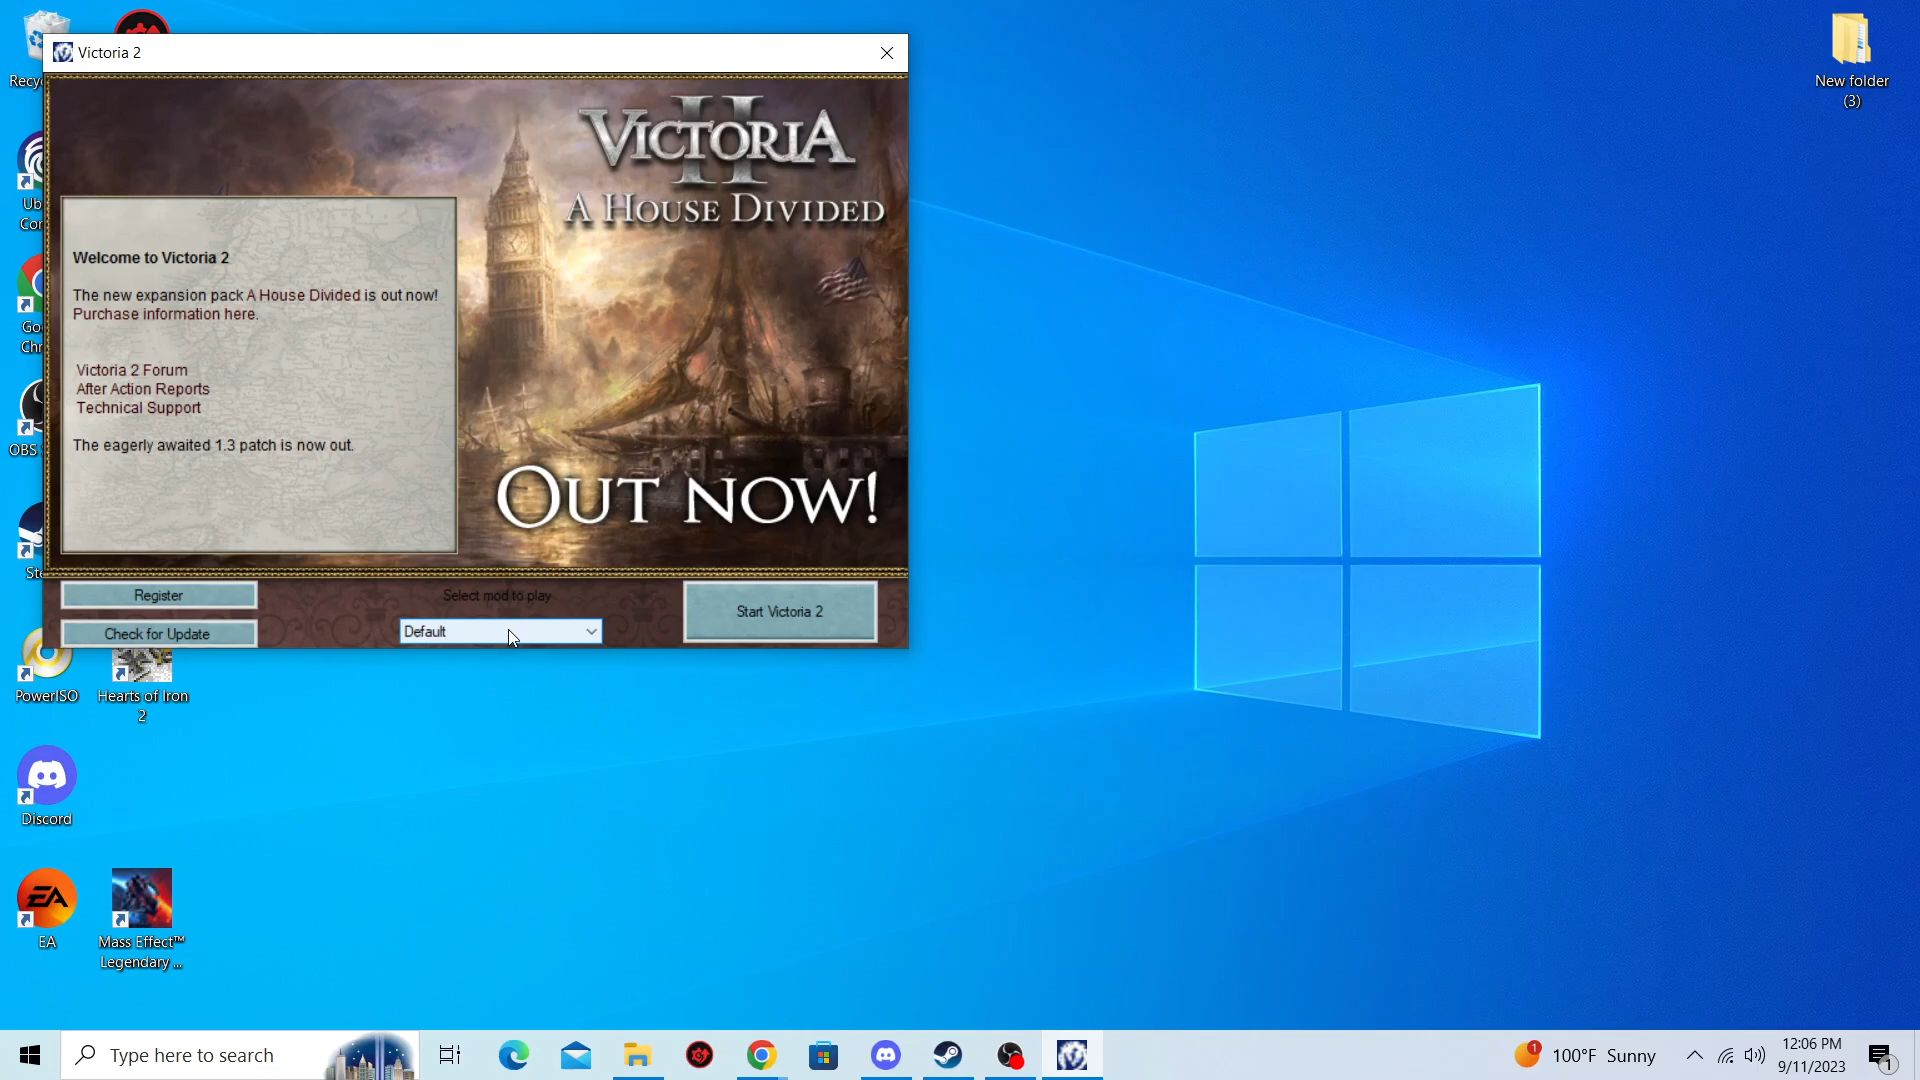 Victoria 2
VICTORIA II
A HOUSE DIVIDED
Welcome to Victoria 2
The new expansion pack A House Divided is out now!
Purchase information here.
Victoria 2 Forum
After Action Reports
Technical Support
The eagerly awaited 1.3 patch is now out.
OUT NOW!
Register
Check for Update
Select mod to play
Default
Start Victoria 2
New folder
(3)
OBS
PowerISO
Hearts of Iron
2
Discord
EA
EA
Mass Effect™
Legendary ...
Type here to search
1
100°F Sunny
12:06 PM
9/11/2023
1